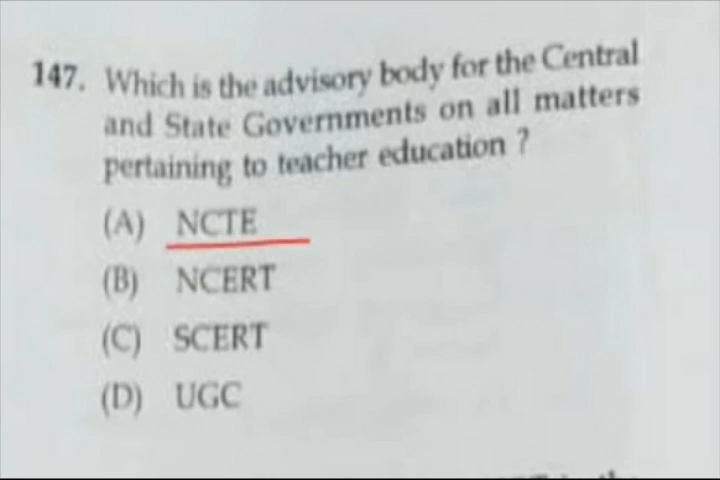 147. Which is the advisory body for the Central
and State Governments on all matters
pertaining to teacher education ?
(A) NCTE
(B) NCERT
(C) SCERT
(D) UGC